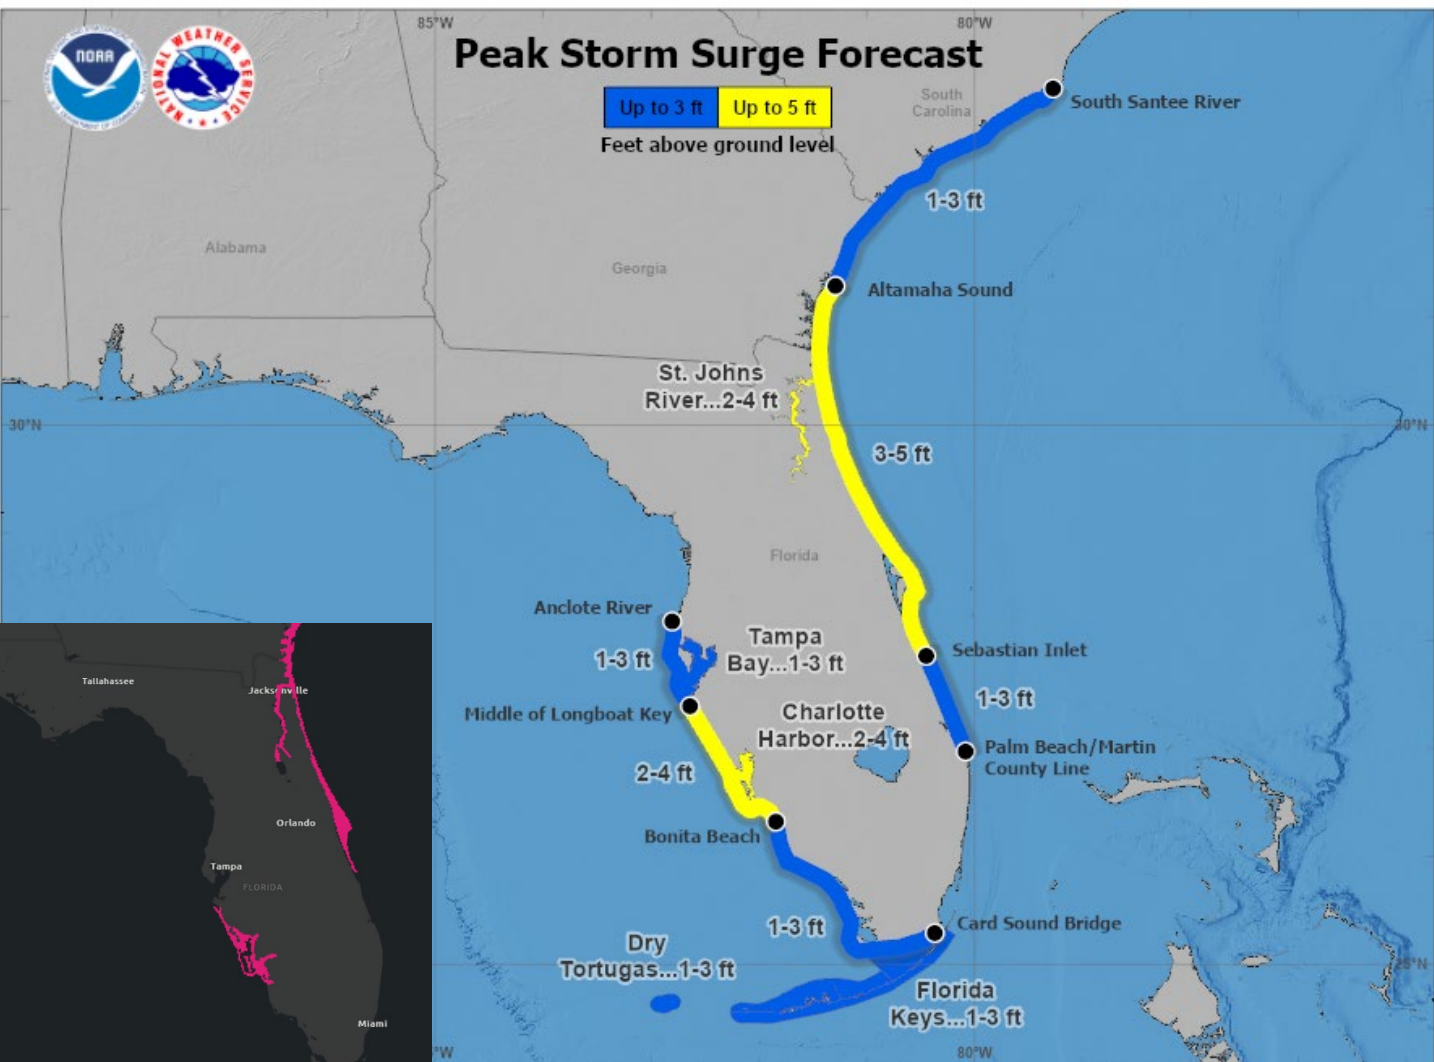 85°W
80°W
NOAA
NATIONAL WEATHER SERVICE
Peak Storm Surge Forecast
Up to 3 ft
Up to 5 ft
Feet above ground level
South
Carolina
South Santee River
1-3 ft
Alabama
Georgia
Altamaha Sound
St. Johns
River...2-4 ft
30°N
3-5 ft
Florida
Anclote River
Tampa
Bay...1-3 ft
1-3 ft
Sebastian Inlet
1-3 ft
Middle of Longboat Key
Charlotte
Harbor...2-4 ft
Palm Beach/Martin
County Line
2-4 ft
Bonita Beach
1-3 ft
Card Sound Bridge
Dry
Tortugas...1-3 ft
Florida
Keys...1-3 ft
80°W
Tallahassee
Jacksonville
Orlando
Tampa
FLORIDA
Miami